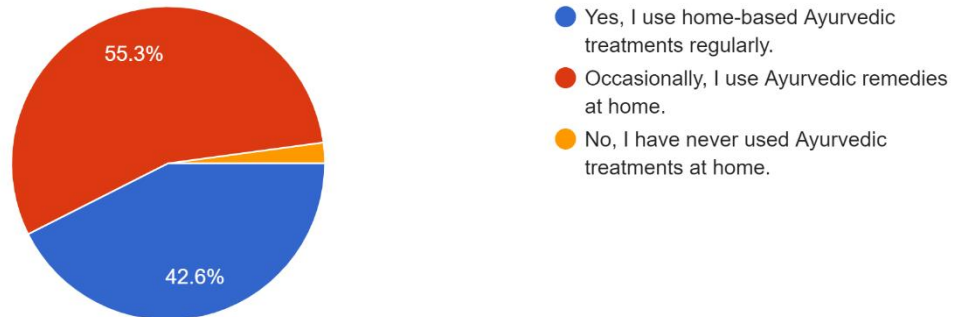 55.3%
42.6%
Yes, I use home-based Ayurvedic
treatments regularly.
Occasionally, I use Ayurvedic remedies
at home.
No, I have never used Ayurvedic
treatments at home.